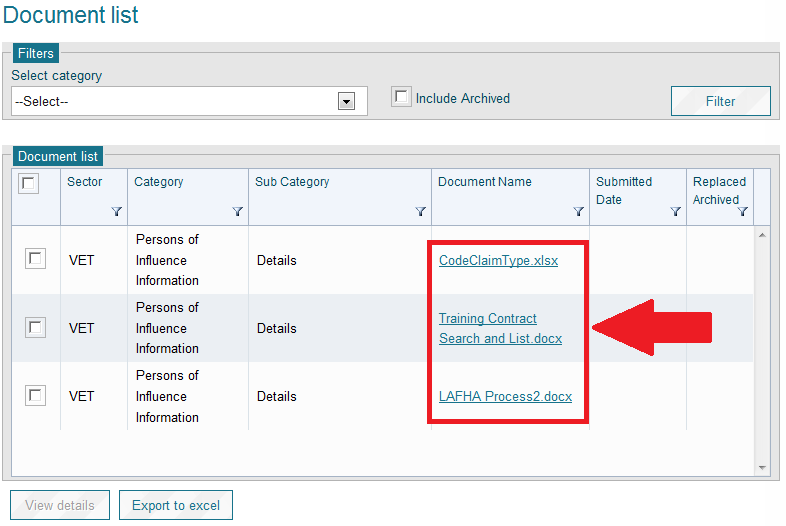 Document list
Filters
Select category
--Select--
Include Archived
Filter
Document list
Sector
Category
Sub Category
Document Name
Submitted
Date
Replaced
Archived
VET
Persons of
Influence
Information
Details
CodeClaimType.xlsx
VET
Persons of
Influence
Information
Details
Training Contract
Search and List.docx
VET
Persons of
Influence
Information
Details
LAFHA Process2.docx
View details
Export to excel